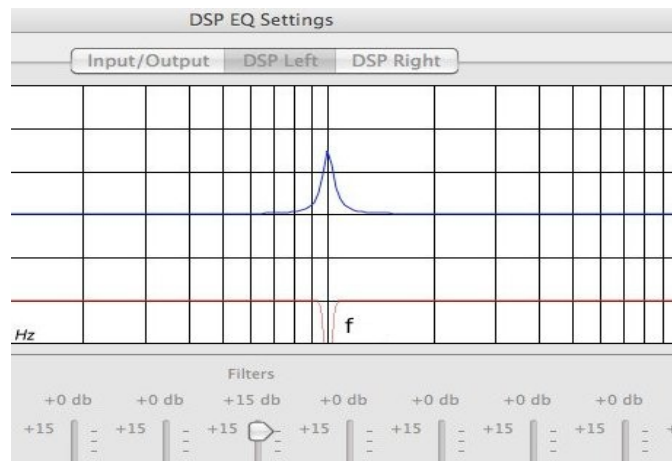 DSP EQ Settings
Input/Output DSP Left DSP Right
f
Hz
Filters
+0 db +0 db +15 db +0 db +0 db +0 db +0 db
+15 +15 +15 +15 +15 +15 +15